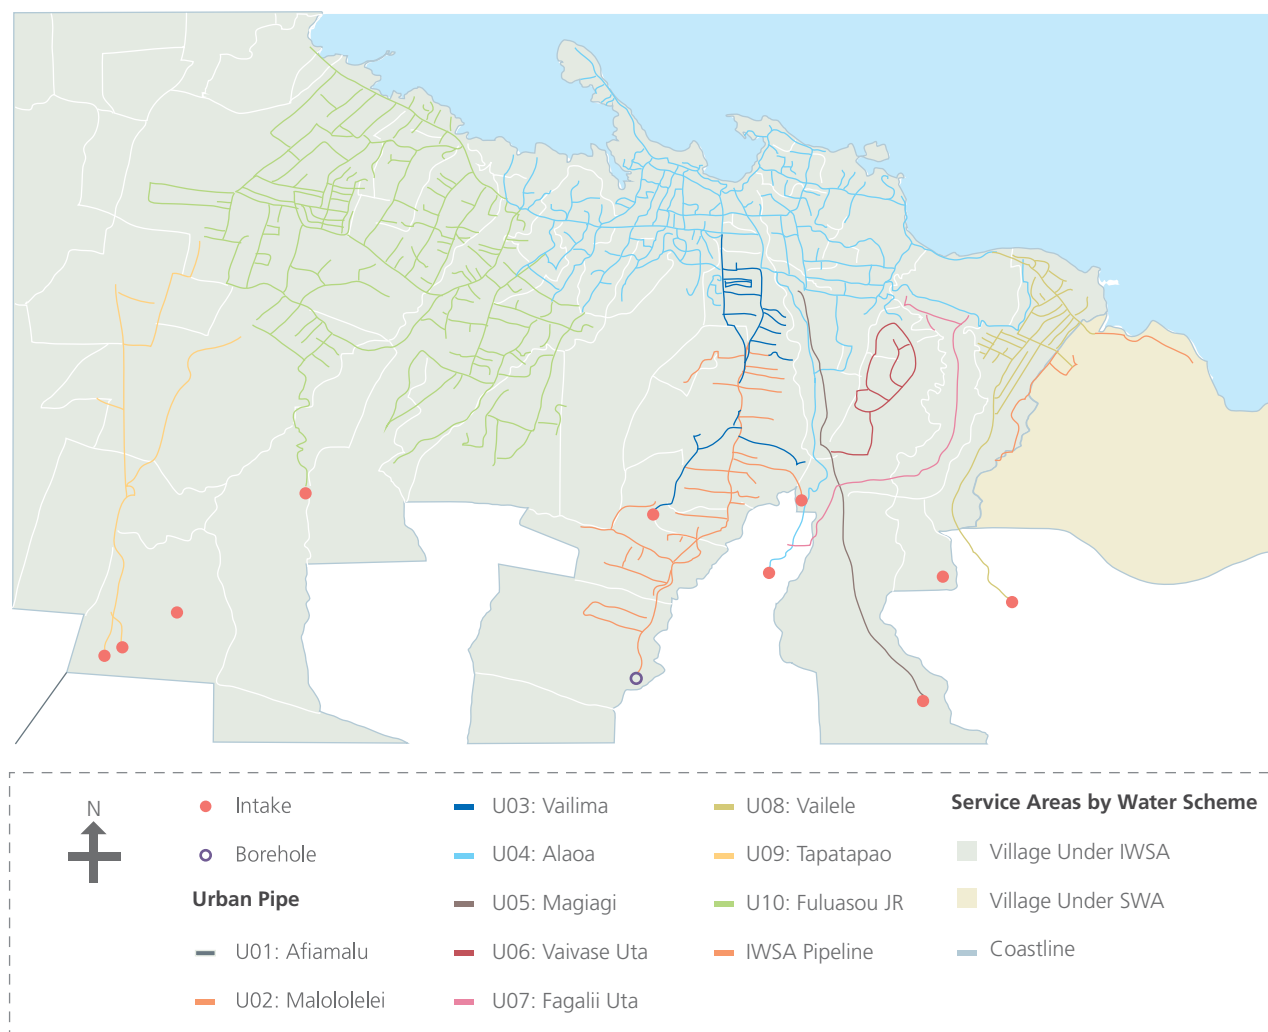 N
Intake
Borehole
Urban Pipe
U01: Afiamalu
U02: Malololelei
U03: Vailima
U04: Alaoa
U05: Magiagi
U06: Vaivase Uta
U07: Fagalii Uta
U08: Vailele
U09: Tapatapao
U10: Fuluasou JR
IWSA Pipeline
Service Areas by Water Scheme
Village Under IWSA
Village Under SWA
Coastline